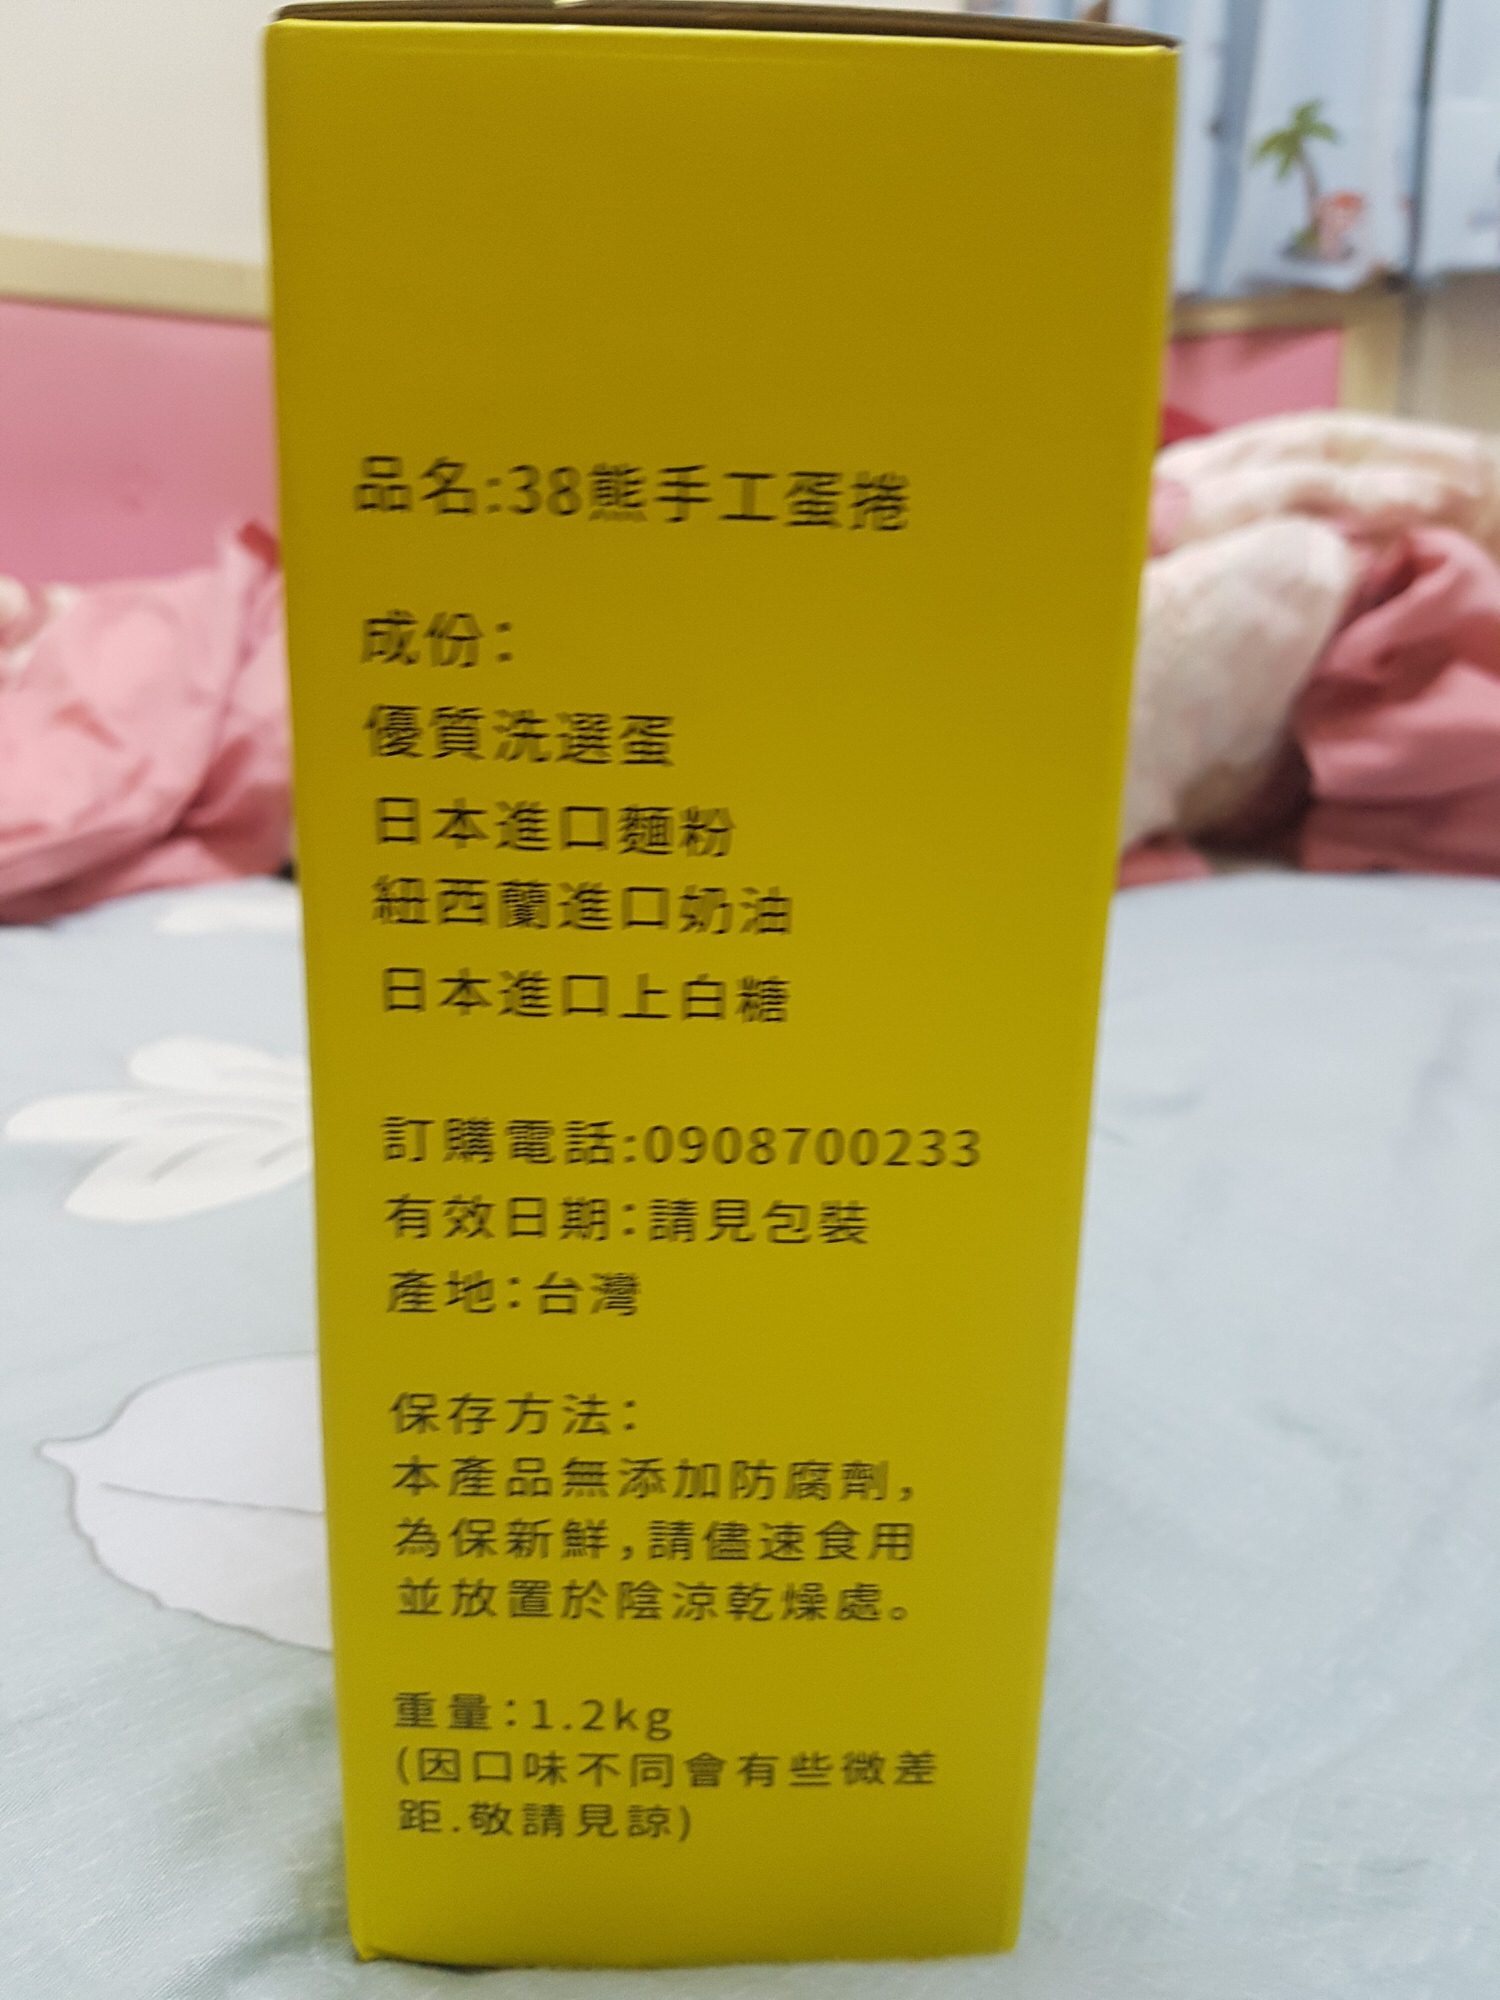 品名:38熊手工蛋捲
成份：
優質洗選蛋
日本進口麵粉
紐西蘭進口奶油
日本進口上白糖
訂購電話:0908700233
有效日期：請見包裝
產地：台灣
保存方法：
本產品無添加防腐劑，
為保新鮮，請儘速食用
並放置於陰涼乾燥處。
重量：1.2kg
(因口味不同會有些微差
距.敬請見諒)